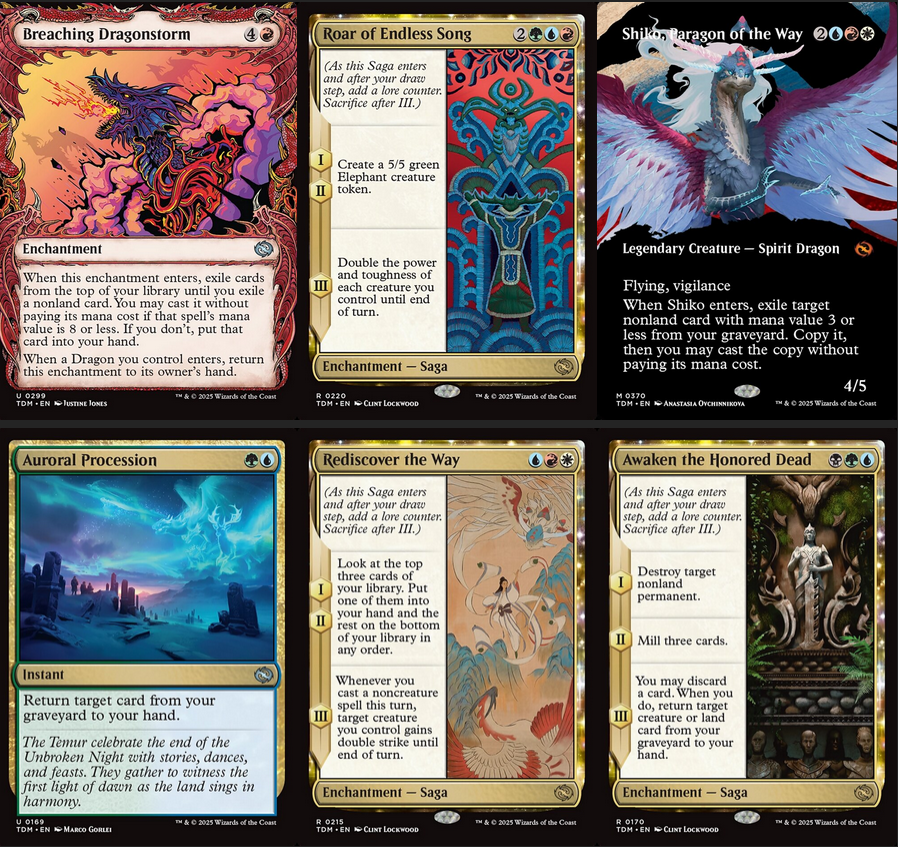 Breaching Dragonstorm 4
Enchantment
When this enchantment enters, exile cards
from the top of your library until you exile
a nonland card. You may cast it without
paying its mana cost if that spell's mana
value is 8 or less. If you don't, put that
card into your hand.
When a Dragon you control enters, return
this enchantment to its owner's hand.
U 0299
TDM • EN Justine Jones ™ & © 2025 Wizards of the Coast
Roar of Endless Song 2
(As this Saga enters
and after your draw
step, add a lore counter.
Sacrifice after III.)
I
II
Create a 5/5 green
Elephant creature
token.
III
Double the power
and toughness of
each creature you
control until end
of turn.
Enchantment — Saga
R 0220
TDM • EN Clint Lockwood ™ & © 2025 Wizards of the Coast
Shiko, Paragon of the Way 2
Legendary Creature — Spirit Dragon
Flying, vigilance
When Shiko enters, exile target
nonland card with mana value 3 or
less from your graveyard. Copy it,
then you may cast the copy without
paying its mana cost.
4/5
M 0370
TDM • EN Anastasia Ovchinnikova ™ & © 2025 Wizards of the Coast
Auroral Procession
Instant
Return target card from your
graveyard to your hand.
The Temur celebrate the end of the
Unbroken Night with stories, dances,
and feasts. They gather to witness the
first light of dawn as the land sings in
harmony.
U 0169
TDM • EN Marco Gorlei ™ & © 2025 Wizards of the Coast
Rediscover the Way
(As this Saga enters
and after your draw
step, add a lore counter.
Sacrifice after III.)
I
II
Look at the top
three cards of
your library. Put
one of them into
your hand and the
rest on the bottom
of your library in
any order.
III
Whenever you
cast a noncreature
spell this turn,
target creature
you control gains
double strike until
end of turn.
Enchantment — Saga
R 0215
TDM • EN Clint Lockwood ™ & © 2025 Wizards of the Coast
Awaken the Honored Dead
(As this Saga enters
and after your draw
step, add a lore counter.
Sacrifice after III.)
I
Destroy target
nonland
permanent.
II
Mill three cards.
III
You may discard
a card. When you
do, return target
creature or land
card from your
graveyard to your
hand.
Enchantment — Saga
R 0170
TDM • EN Clint Lockwood ™ & © 2025 Wizards of the Coast